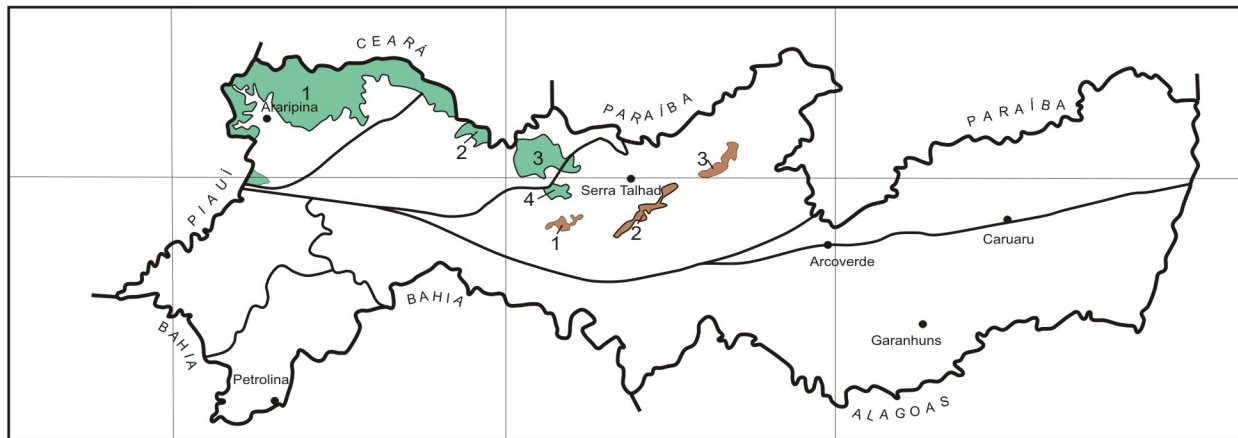 CEARÁ
PARAÍBA
PARAÍBA
1
Araripina
2
3
3
PIAUÍ
Serra Talhad
4
1
2
Caruaru
Arcoverde
BAHIA
BAHIA
Garanhuns
Petrolina
ALAGOAS